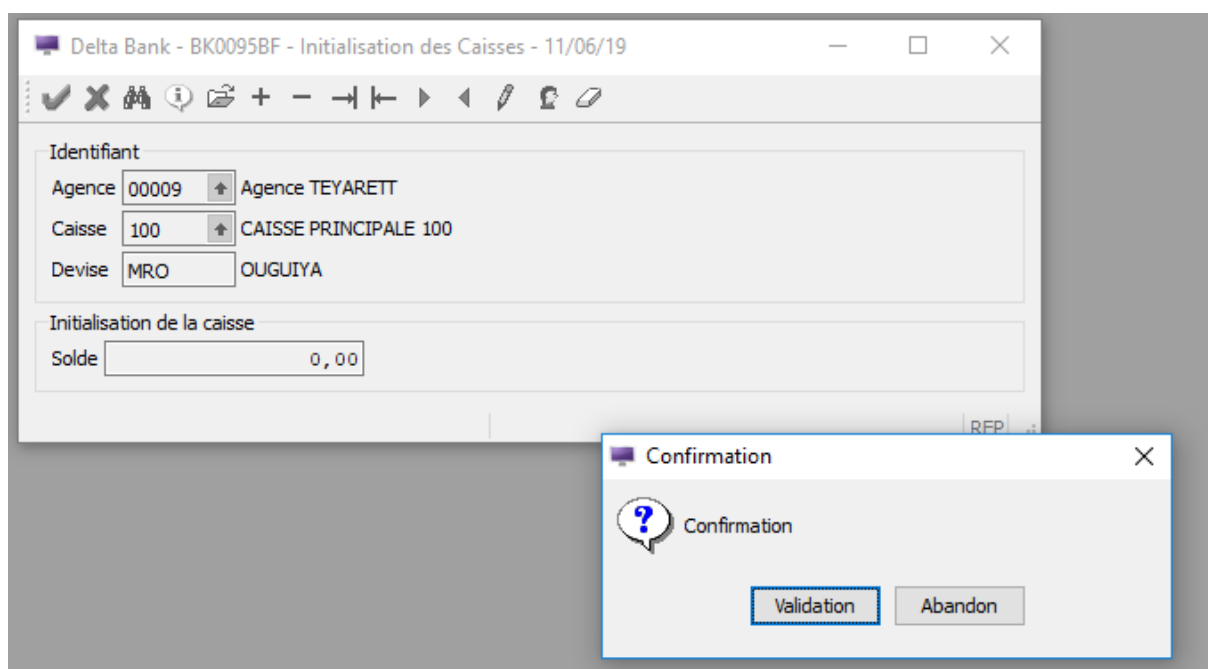 Delta Bank - BK0095BF - Initialisation des Caisses - 11/06/19
Identifiant
Agence 00009 Agence TEYARETT
Caisse 100 CAISSE PRINCIPALE 100
Devise MRO OUGUIYA
Initialisation de la caisse
Solde 0,00
RFP
Confirmation
? Confirmation
Validation Abandon